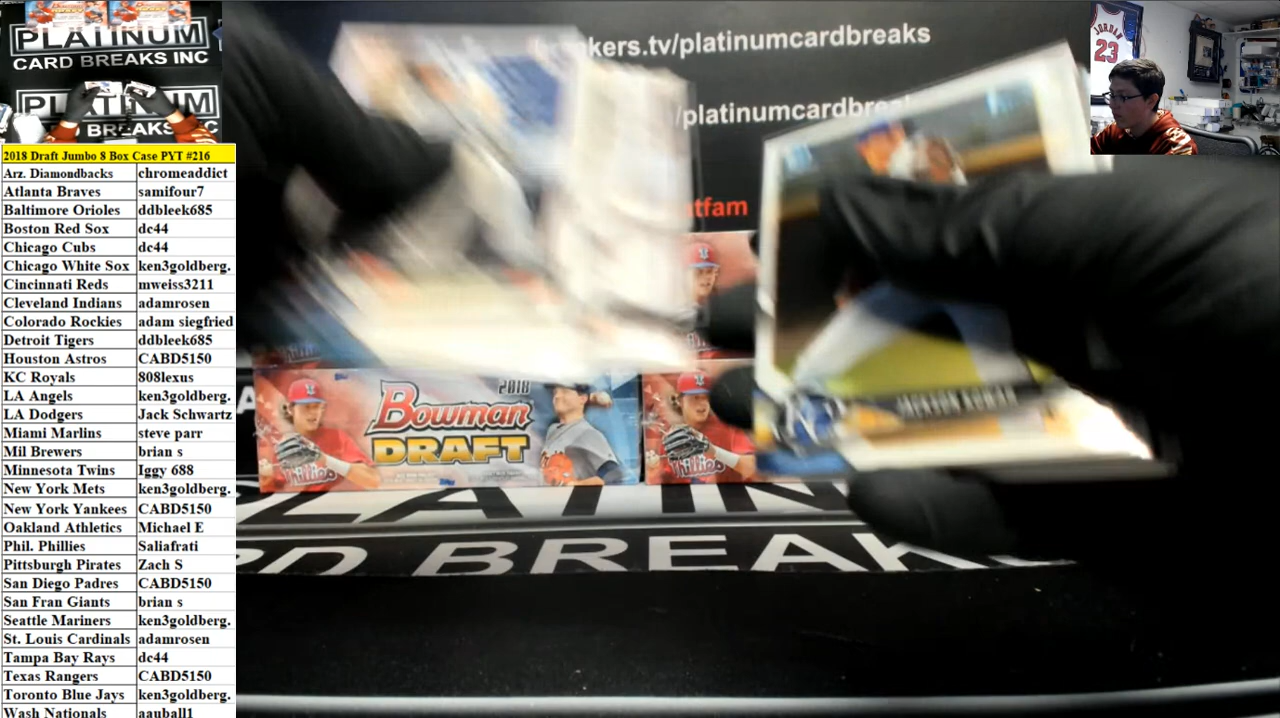 PLATINUM
CARD BREAKS INC
PLATINUM
D BREAKS
2018 Draft Jumbo 8 Box Case PYT #216
Arz. Diamondbacks chromeaddict
Atlanta Braves samifour7
Baltimore Orioles ddbleek685
Boston Red Sox dc44
Chicago Cubs dc44
Chicago White Sox ken3goldberg.
Cincinnati Reds mweiss3211
Cleveland Indians adamrosen
Colorado Rockies adam siegfried
Detroit Tigers ddbleek685
Houston Astros CABD5150
KC Royals 808lexus
LA Angels ken3goldberg.
LA Dodgers Jack Schwartz
Miami Marlins steve parr
Mil Brewers brian s
Minnesota Twins Iggy 688
New York Mets ken3goldberg.
New York Yankees CABD5150
Oakland Athletics Michael E
Phil. Phillies Saliafrati
Pittsburgh Pirates Zach S
San Diego Padres CABD5150
San Fran Giants brian s
Seattle Mariners ken3goldberg.
St. Louis Cardinals adamrosen
Tampa Bay Rays dc44
Texas Rangers CABD5150
Toronto Blue Jays ken3goldberg.
Wash Nationals aauball1
kers.tv/platinumcardbreaks
/platinumcardbrea
tfam
JORDAN
23
2018
Bowman
DRAFT
Phillies
Phillies
PLATIN
D BREAK